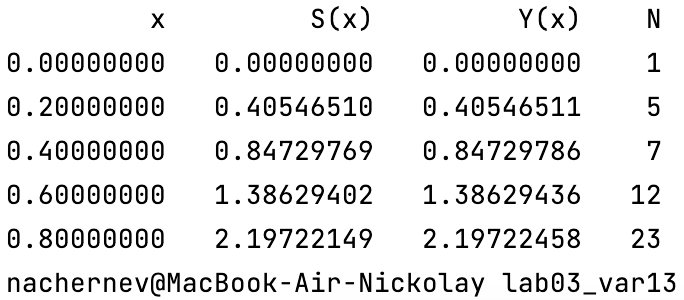 x S(x) Y(x) N
0.00000000 0.00000000 0.00000000 1
0.20000000 0.40546510 0.40546511 5
0.40000000 0.84729769 0.84729786 7
0.60000000 1.38629402 1.38629436 12
0.80000000 2.19722149 2.19722458 23
nachernev@MacBook-Air-Nickolay lab03_var13